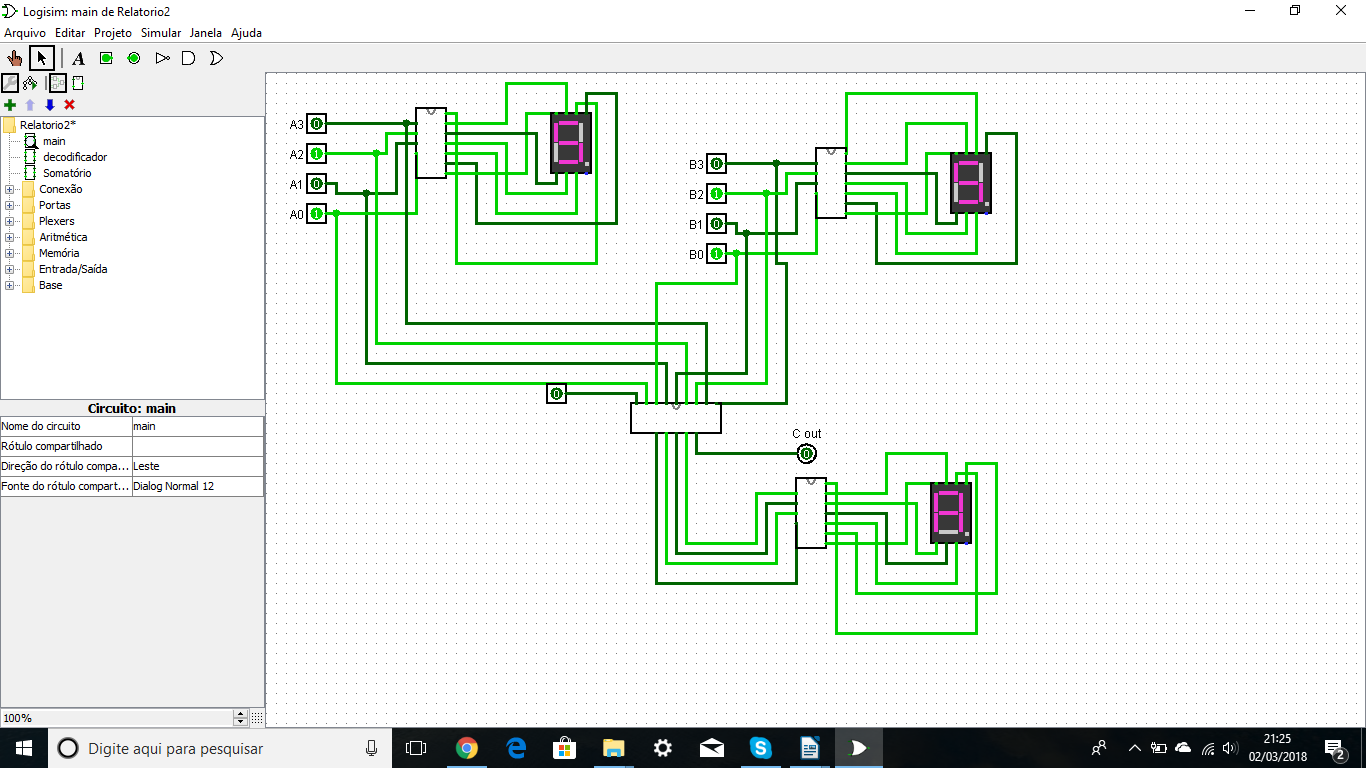 Logisim: main de Relatorio2
Arquivo Editar Projeto Simular Janela Ajuda
A
Relatorio2*
main
decodificador
Somatório
Conexão
Portas
Plexers
Aritmética
Memória
Entrada/Saída
Base
Circuito: main
Nome do circuito main
Rótulo compartilhado
Direção do rótulo compa... Leste
Fonte do rótulo compart... Dialog Normal 12
100%
A3 0
A2 1
A1 0
A0 1
B3 0
B2 1
B1 0
B0 1
0
C out
0
Digite aqui para pesquisar
21:25
02/03/2018
2